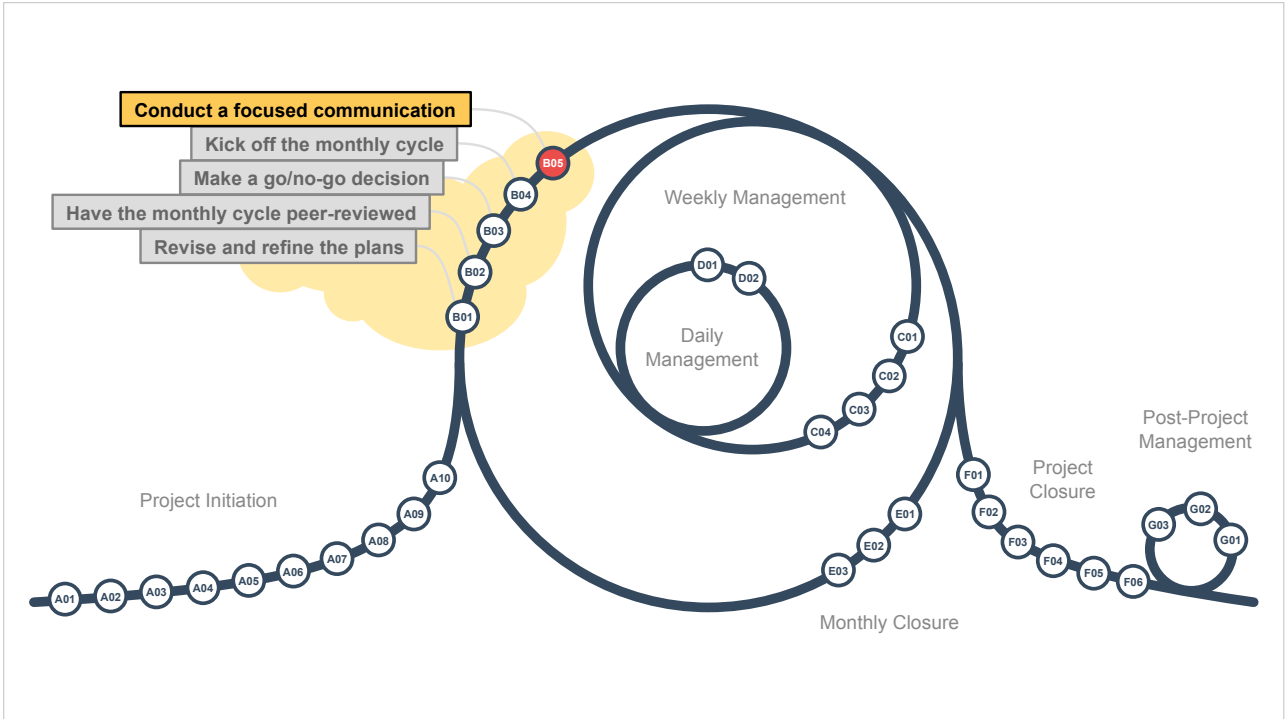 Conduct a focused communication
Kick off the monthly cycle
Make a go/no-go decision
Have the monthly cycle peer-reviewed
Revise and refine the plans
B05
B04
B03
B02
B01
Weekly Management
D01
D02
Daily
Management
C01
C02
C03
C04
Project Initiation
A01
A02
A03
A04
A05
A06
A07
A08
A09
A10
E01
E02
E03
Monthly Closure
Project
Closure
F01
F02
F03
F04
F05
F06
Post-Project
Management
G03
G02
G01